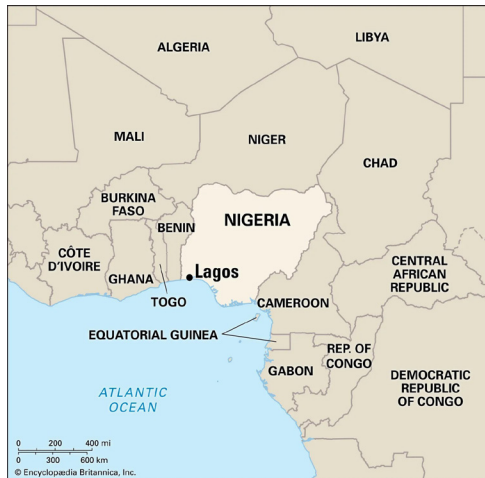 ALGERIA
LIBYA
MALI
NIGER
CHAD
BURKINA
FASO
BENIN
NIGERIA
CÔTE
D'IVOIRE
GHANA
TOGO
Lagos
CENTRAL
AFRICAN
REPUBLIC
CAMEROON
EQUATORIAL GUINEA
GABON
REP. OF
CONGO
DEMOCRATIC
REPUBLIC
OF CONGO
ATLANTIC
OCEAN
0 200 400 mi
0 300 600 km
© Encyclopædia Britannica, Inc.